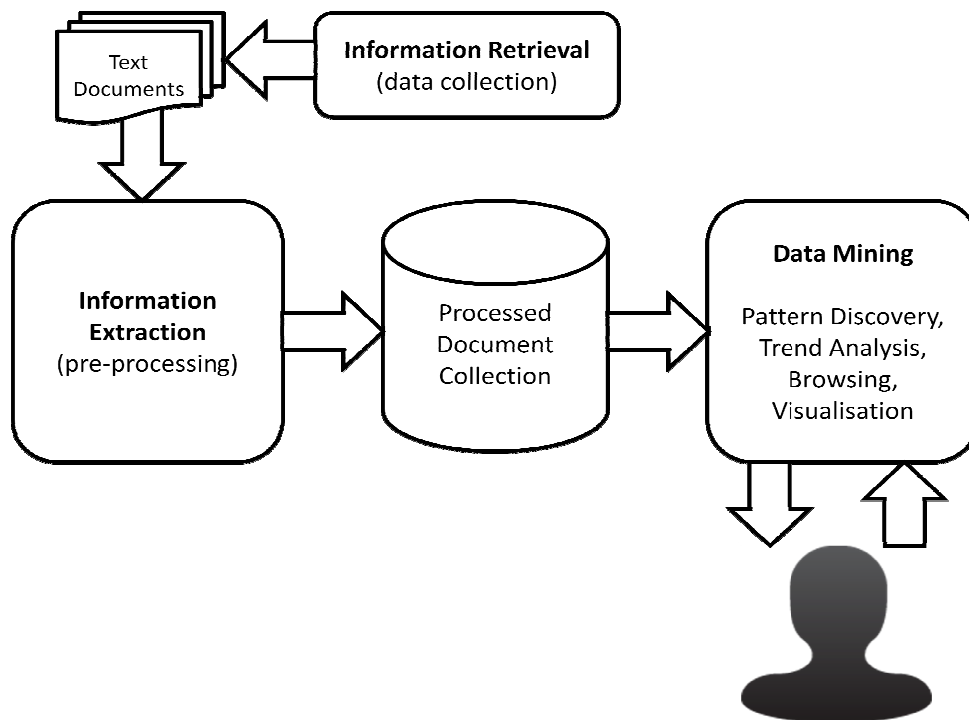 Text
Documents
Information Retrieval
(data collection)
Information
Extraction
(pre-processing)
Processed
Document
Collection
Data Mining
Pattern Discovery,
Trend Analysis,
Browsing,
Visualisation